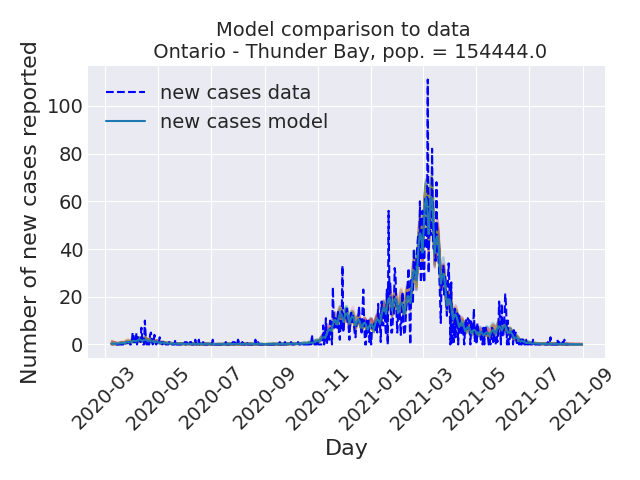 Model comparison to data
Ontario - Thunder Bay, pop. = 154444.0
Number of new cases reported
100
80
60
40
20
0
new cases data
new cases model
2020-03
2020-05
2020-07
2020-09
2020-11
2021-01
2021-03
2021-05
2021-07
2021-09
Day